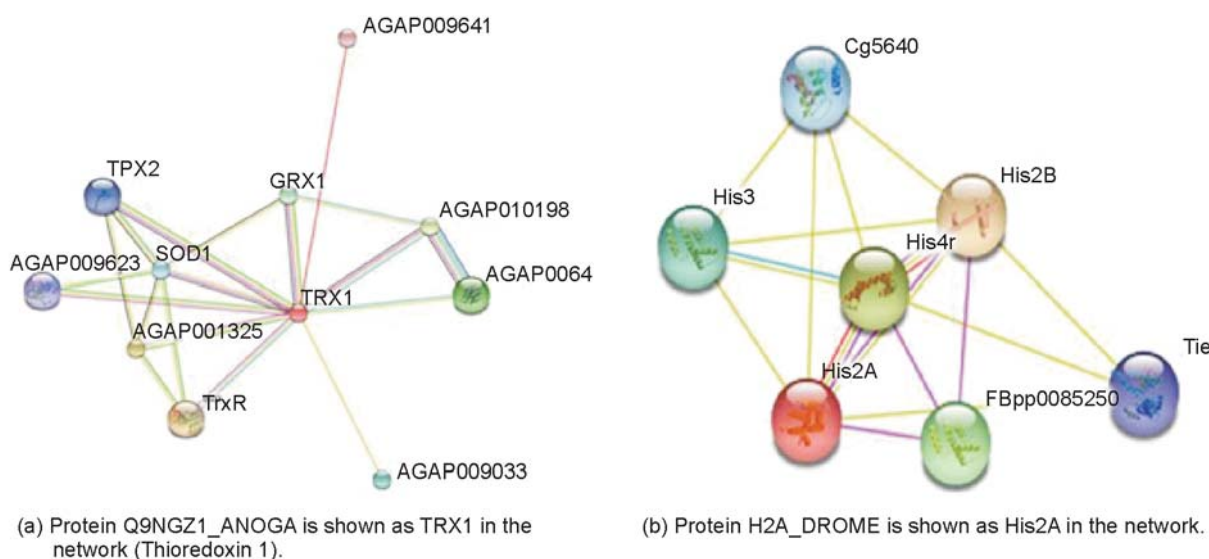 AGAP009641
TPX2
GRX1
AGAP010198
SOD1
AGAP009623
AGAP0064
TRX1
AGAP001325
TrxR
AGAP009033
(a) Protein Q9NGZ1_ANOGA is shown as TRX1 in the
network (Thioredoxin 1).
Cg5640
His2B
His3
His4r
Tie
His2A
FBpp0085250
(b) Protein H2A_DROME is shown as His2A in the network.